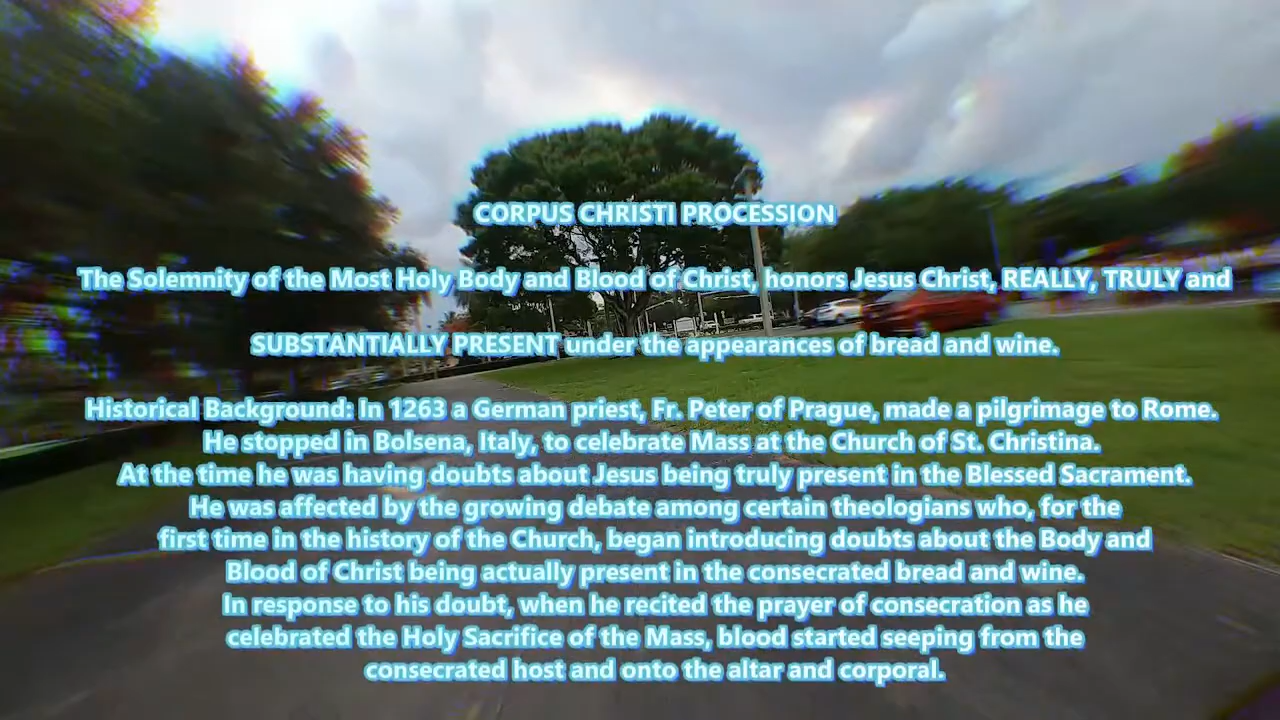 CORPUS CHRISTI PROCESSION
The Solemnity of the Most Holy Body and Blood of Christ, honors Jesus Christ, REALLY, TRULY and
SUBSTANTIALLY PRESENT under the appearances of bread and wine.
Historical Background: In 1263 a German priest, Fr. Peter of Prague, made a pilgrimage to Rome.
He stopped in Bolsena, Italy, to celebrate Mass at the Church of St. Christina.
At the time he was having doubts about Jesus being truly present in the Blessed Sacrament.
He was affected by the growing debate among certain theologians who, for the
first time in the history of the Church, began introducing doubts about the Body and
Blood of Christ being actually present in the consecrated bread and wine.
In response to his doubt, when he recited the prayer of consecration as he
celebrated the Holy Sacrifice of the Mass, blood started seeping from the
consecrated host and onto the altar and corporal.